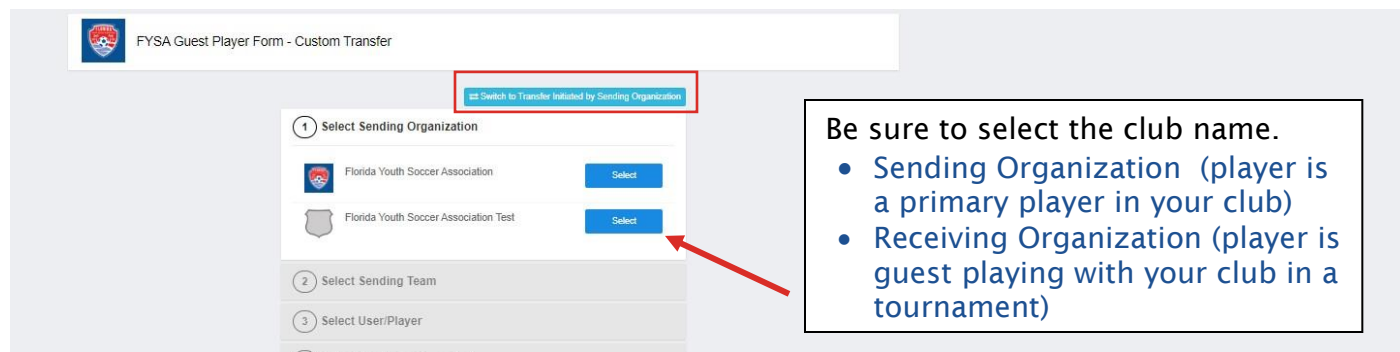 FYSA Guest Player Form - Custom Transfer
⇄ Switch to Transfer Initiated by Sending Organization
1 Select Sending Organization
Florida Youth Soccer Association
Select
Florida Youth Soccer Association Test
Select
2 Select Sending Team
3 Select User/Player
Be sure to select the club name.
• Sending Organization (player is
a primary player in your club)
• Receiving Organization (player is
guest playing with your club in a
tournament)